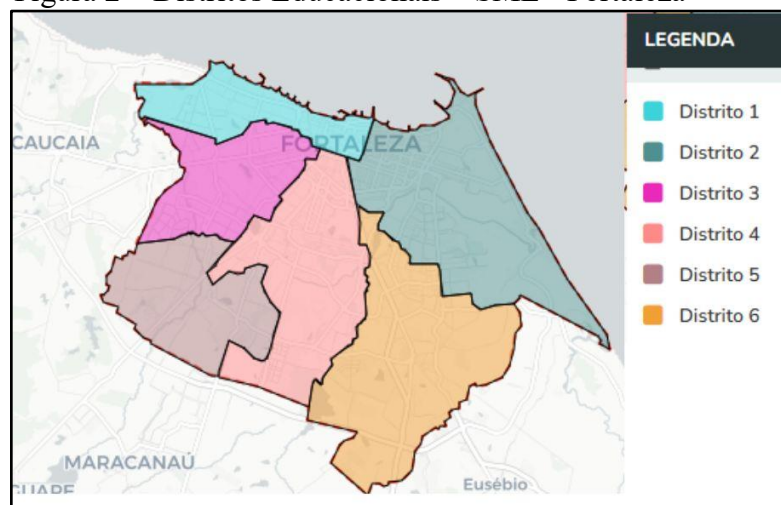 LEGENDA
CAUCAIA
FORTALEZA
Distrito 1
Distrito 2
Distrito 3
Distrito 4
Distrito 5
Distrito 6
MARACANAÚ
Eusébio